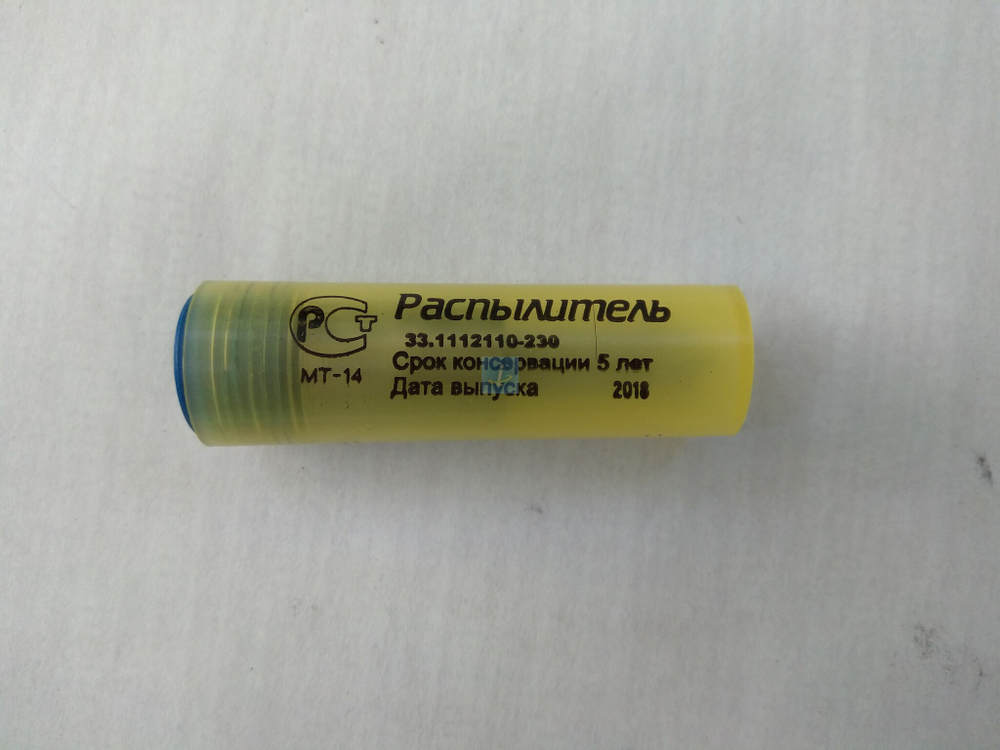 РСТ
МТ-14
Распылитель
33.1112110-230
Срок консервации 5 лет
Дата выпуска 2018